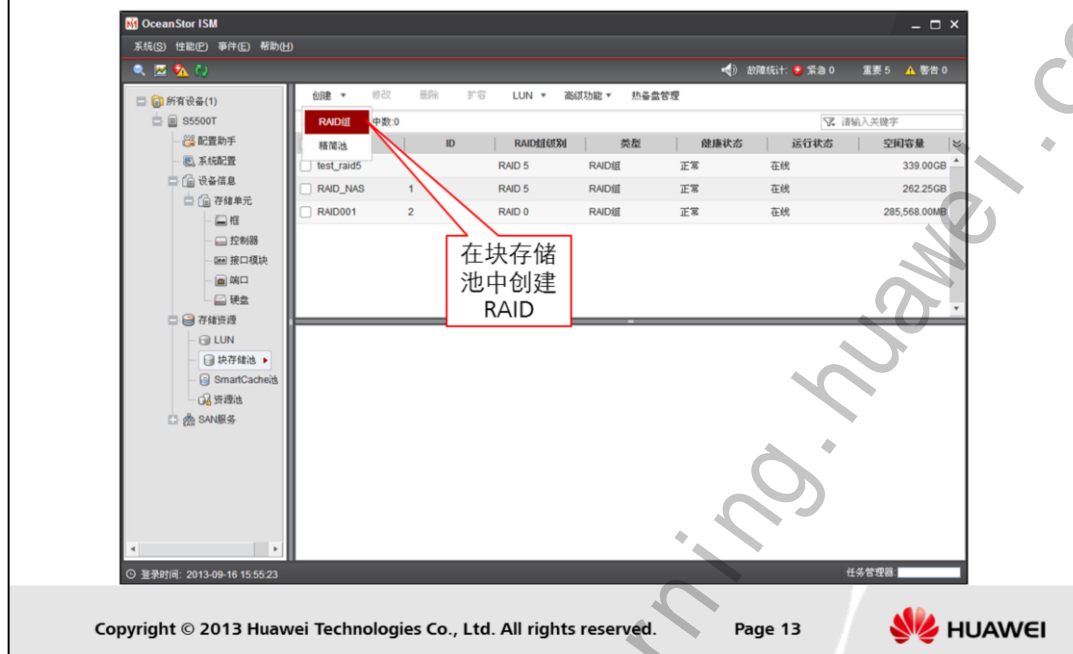 OceanStor ISM
系统(S) 性能(P) 事件(E) 帮助(H)
故障统计: 紧急 0 重要 5 警告 0
所有设备(1)
S5500T
配置助手
系统配置
设备信息
存储单元
框
控制器
接口模块
端口
硬盘
存储资源
LUN
块存储池
SmartCache池
资源池
SAN服务
创建 修改 删除 扩容 LUN 高级功能 热备盘管理
RAID组
精简池
中数:0
请输入关键字
ID RAID组级别 类型 健康状态 运行状态 空闲容量
test_raid5 RAID 5 RAID组 正常 在线 339.00GB
RAID_NAS 1 RAID 5 RAID组 正常 在线 262.25GB
RAID001 2 RAID 0 RAID组 正常 在线 285,568.00MB
在块存储
池中创建
RAID
登录时间: 2013-09-16 15:55:23
任务管理器:
Copyright © 2013 Huawei Technologies Co., Ltd. All rights reserved. Page 13
HUAWEI
rning.huawei.co